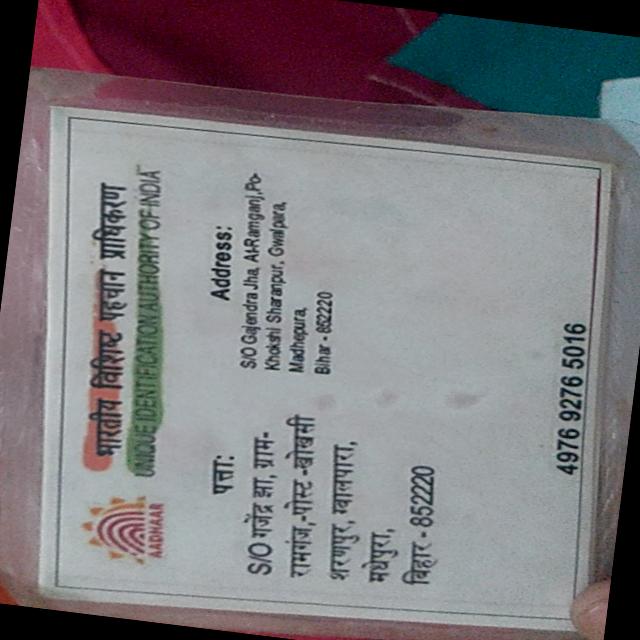 भारतीय विशिष्ट पहचान प्राधिकरण
UNIQUE IDENTIFICATION AUTHORITY OF INDIA
AADHAAR
पत्ता:
S/O गजेंद्र झा, ग्राम-
रामगंज,-पोस्ट -खोखसी
शरणपुर, ग्वालपारा,
मधेपुरा,
बिहार - 852220
Address:
S/O Gajendra Jha, At-Ramganj,Po-
Khokshi Sharanpur, Gwalpara,
Madhepura,
Bihar - 852220
4976 9276 5016